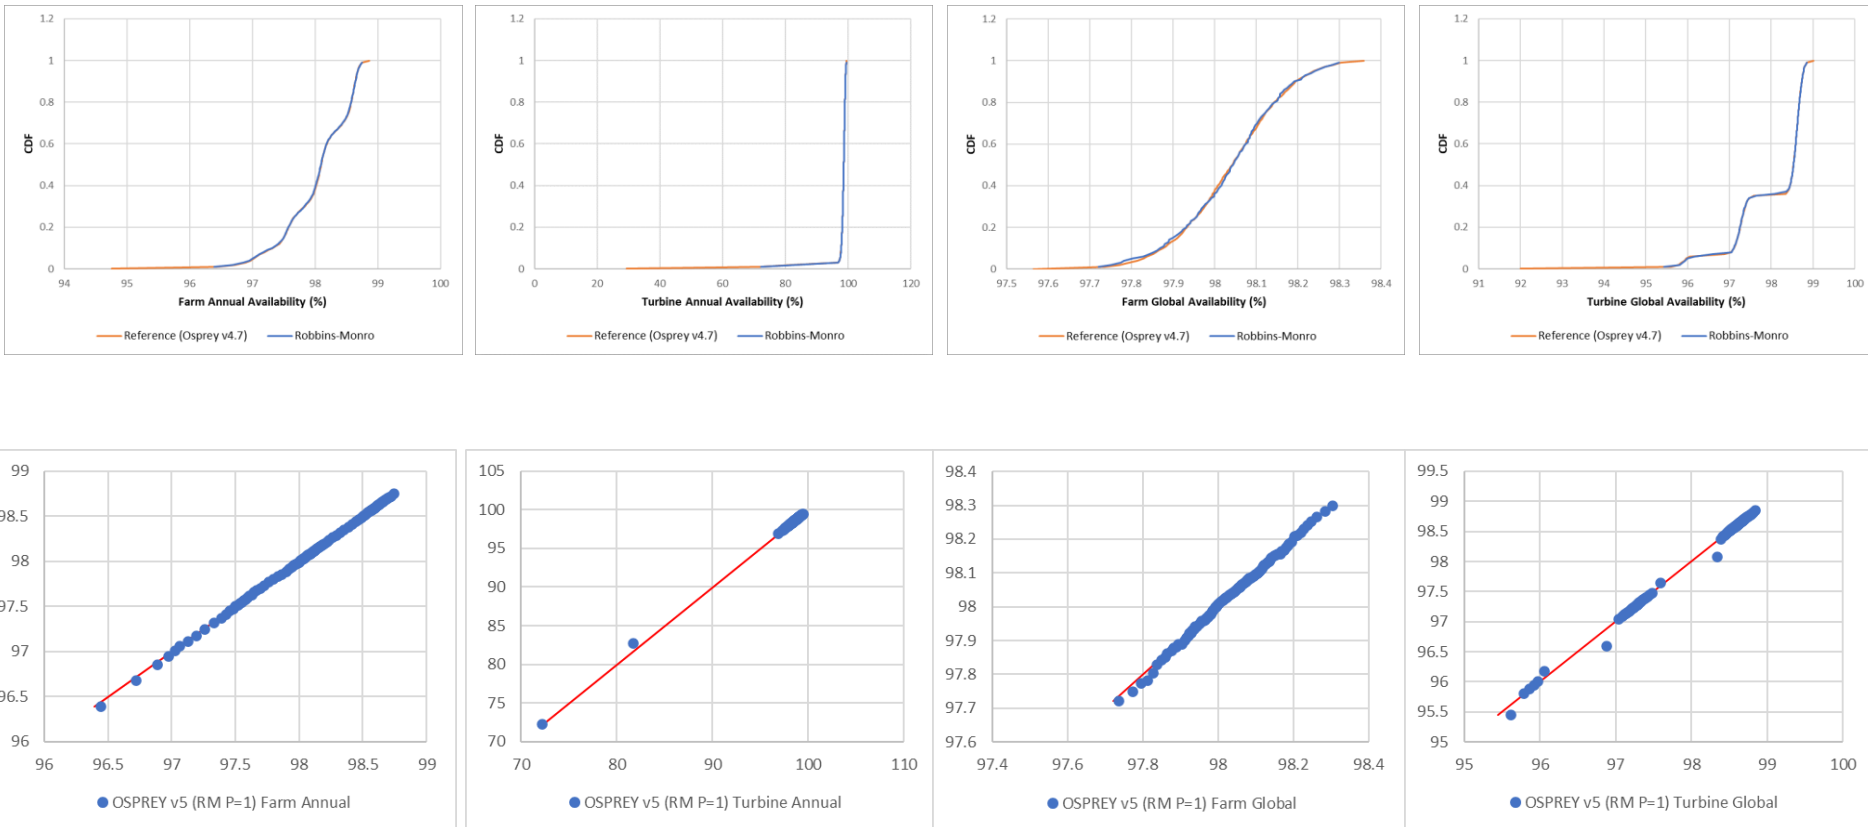 1.2
1
0.8
0.6
0.4
0.2
0
CDF
94 95 96 97 98 99 100
Farm Annual Availability (%)
Reference (Osprey v4.7) Robbins-Monro
1.2
1
0.8
0.6
0.4
0.2
0
CDF
0 20 40 60 80 100 120
Turbine Annual Availability (%)
Reference (Osprey v4.7) Robbins-Monro
1.2
1
0.8
0.6
0.4
0.2
0
CDF
97.5 97.6 97.7 97.8 97.9 98 98.1 98.2 98.3 98.4
Farm Global Availability (%)
Reference (Osprey v4.7) Robbins-Monro
1.2
1
0.8
0.6
0.4
0.2
0
CDF
91 92 93 94 95 96 97 98 99 100
Turbine Global Availability (%)
Reference (Osprey v4.7) Robbins-Monro
99
98.5
98
97.5
97
96.5
96
96 96.5 97 97.5 98 98.5 99
OSPREY v5 (RM P=1) Farm Annual
105
100
95
90
85
80
75
70
70 80 90 100 110
OSPREY v5 (RM P=1) Turbine Annual
98.4
98.3
98.2
98.1
98
97.9
97.8
97.7
97.6
97.4 97.6 97.8 98 98.2 98.4
OSPREY v5 (RM P=1) Farm Global
99.5
99
98.5
98
97.5
97
96.5
96
95.5
95
95 96 97 98 99 100
OSPREY v5 (RM P=1) Turbine Global